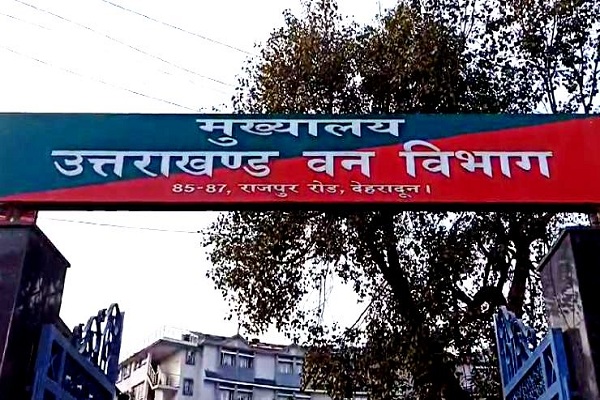 मुख्यालय
उत्तराखण्ड वन विभाग
85-87, राजपुर रोड, देहरादून।